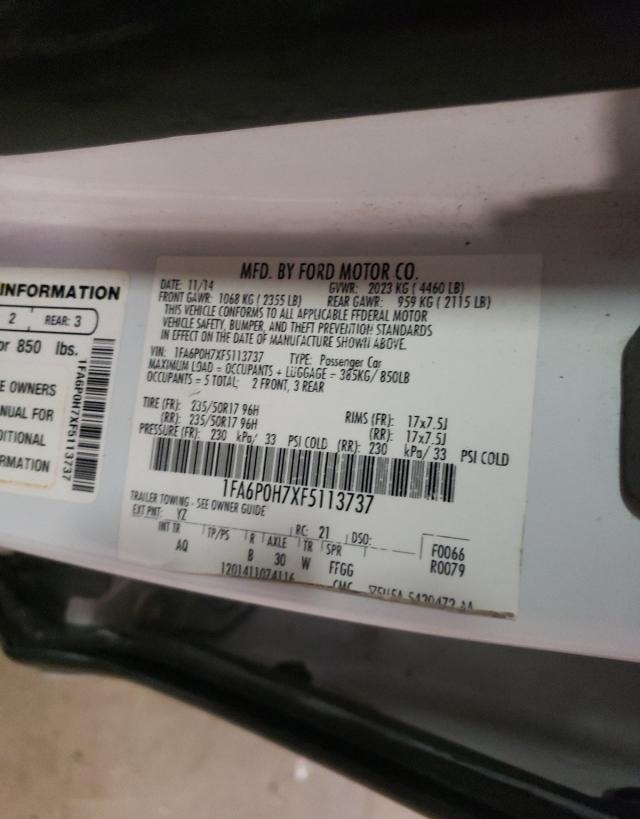 INFORMATION
2 REAR: 3
or 850 lbs.
E OWNERS
NUAL FOR
DITIONAL
RMATION
1FA6P0H7XF5113737
MFD. BY FORD MOTOR CO.
DATE: 11/14 GVWR: 2023 KG ( 4460 LB)
FRONT GAWR: 1068 KG ( 2355 LB) REAR GAWR: 959 KG ( 2115 LB)
THIS VEHICLE CONFORMS TO ALL APPLICABLE FEDERAL MOTOR
VEHICLE SAFETY, BUMPER, AND THEFT PREVENTION STANDARDS
IN EFFECT ON THE DATE OF MANUFACTURE SHOWN ABOVE.
VIN: 1FA6P0H7XF5113737 TYPE: Passenger Car
MAXIMUM LOAD = OCCUPANTS + LUGGAGE = 385KG/ 850LB
OCCUPANTS = 5 TOTAL: 2 FRONT, 3 REAR
TIRE (FR): 235/50R17 96H RIMS (FR): 17x7.5J
(RR): 235/50R17 96H (RR): 17x7.5J
PRESSURE (FR): 230 kPa/ 33 PSI COLD (RR): 230 kPa/ 33 PSI COLD
1FA6P0H7XF5113737
TRAILER TOWING - SEE OWNER GUIDE
EXT PNT: YZ RC: 21 DSO: F0066
INT TR TP/PS R AXLE TR SPR R0079
AQ B 30 W FFGG
1201411074116 CMC